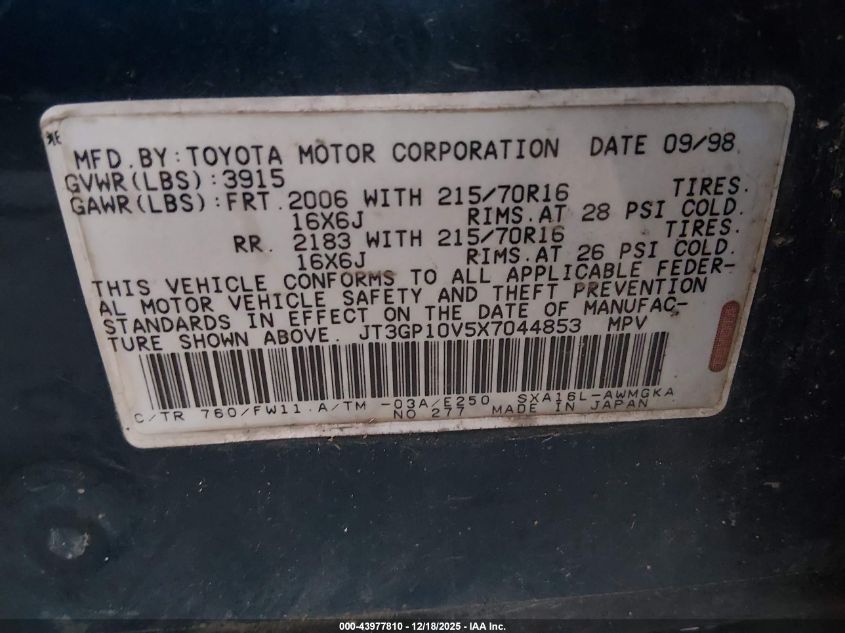 MFD. BY: TOYOTA MOTOR CORPORATION DATE 09/98
GVWR(LBS):3915
GAWR(LBS):FRT. 2006 WITH 215/70R16 TIRES.
16X6J RIMS. AT 28 PSI COLD.
RR. 2183 WITH 215/70R16 TIRES.
16X6J RIMS. AT 26 PSI COLD.
THIS VEHICLE CONFORMS TO ALL APPLICABLE FEDER-
AL MOTOR VEHICLE SAFETY AND THEFT PREVENTION
STANDARDS IN EFFECT ON THE DATE OF MANUFAC-
TURE SHOWN ABOVE. JT3GP10V5X7044853 MPV
C/TR 760/FW11 A/TM -03A/E250 SXA16L-AWMGKA
NO 277 MADE IN JAPAN
000-43977810 - 12/18/2025 - IAA Inc.